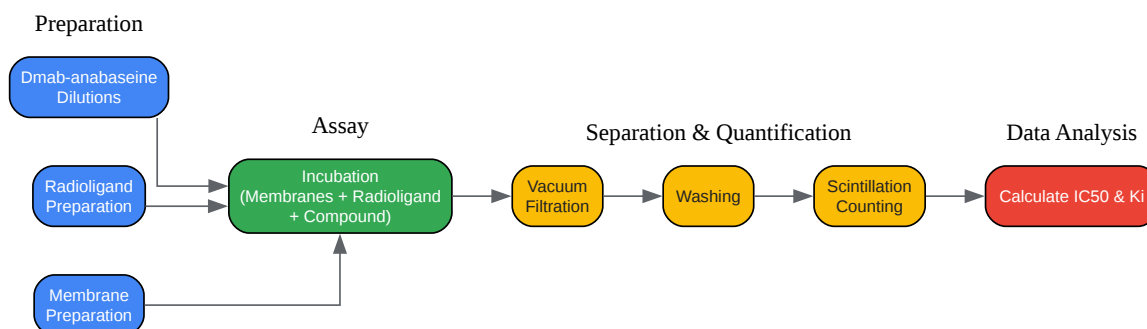 Preparation
Dmab-anabaseine
Dilutions
Radioligand
Preparation
Membrane
Preparation
Assay
Incubation
(Membranes + Radioligand
+ Compound)
Separation & Quantification
Vacuum
Filtration
Washing
Scintillation
Counting
Data Analysis
Calculate IC50 & Ki